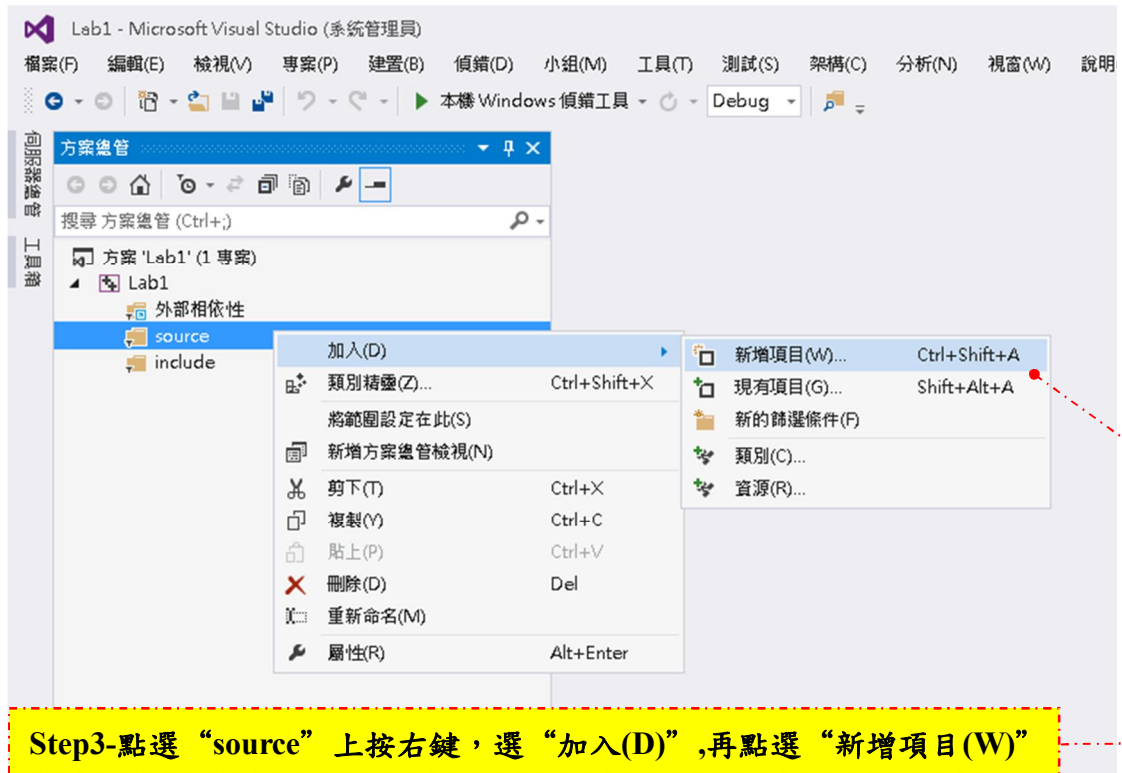 Lab1 - Microsoft Visual Studio (系統管理員)
檔案(F) 編輯(E) 檢視(V) 專案(P) 建置(B) 偵錯(D) 小組(M) 工具(T) 測試(S) 架構(C) 分析(N) 視窗(W) 說明
本機 Windows 偵錯工具 Debug
伺服器總管
工具箱
方案總管
搜尋 方案總管 (Ctrl+;)
方案 'Lab1' (1 專案)
Lab1
外部相依性
source
include
加入(D)
類別精靈(Z)... Ctrl+Shift+X
將範圍設定在此(S)
新增方案總管檢視(N)
剪下(T) Ctrl+X
複製(Y) Ctrl+C
貼上(P) Ctrl+V
刪除(D) Del
重新命名(M)
屬性(R) Alt+Enter
新增項目(W)... Ctrl+Shift+A
現有項目(G)... Shift+Alt+A
新的篩選條件(F)
類別(C)...
資源(R)...
Step3-點選“source”上按右鍵，選“加入(D)”,再點選“新增項目(W)”